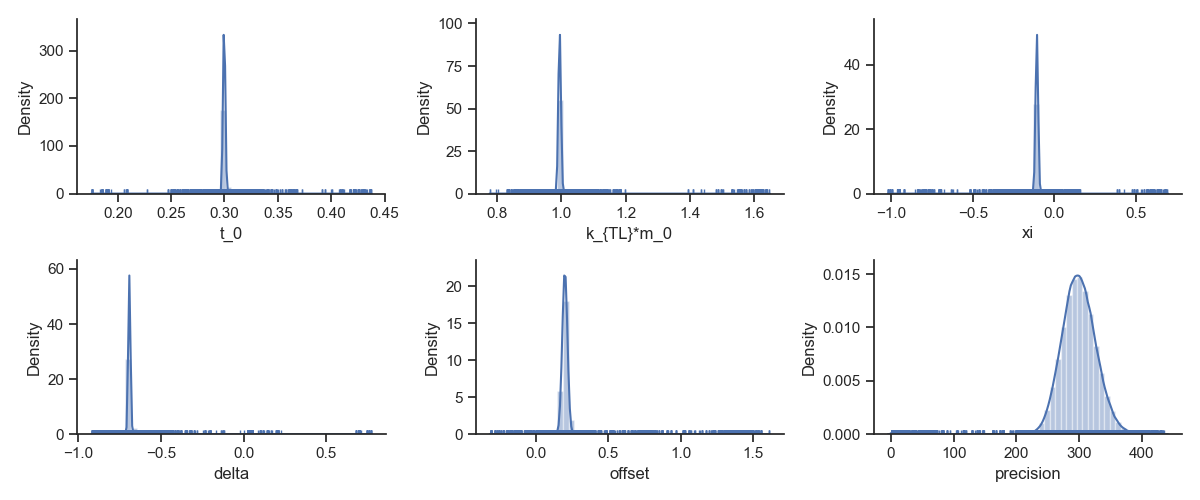 300
200
100
0
Density
0.20 0.25 0.30 0.35 0.40 0.45
t_0
100
75
50
25
0
Density
0.8 1.0 1.2 1.4 1.6
k_{TL}*m_0
40
20
0
Density
−1.0 −0.5 0.0 0.5
xi
60
40
20
0
Density
−1.0 −0.5 0.0 0.5
delta
20
15
10
5
0
Density
0.0 0.5 1.0 1.5
offset
0.015
0.010
0.005
0.000
Density
0 100 200 300 400
precision